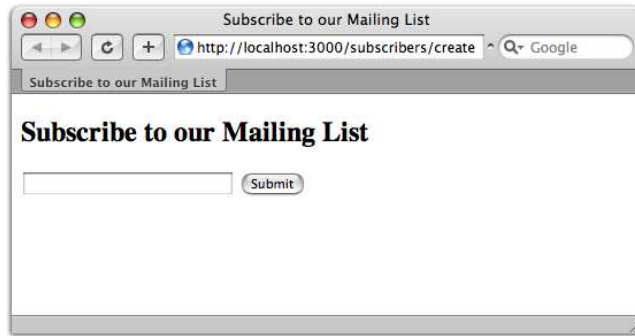 Subscribe to our Mailing List
http://localhost:3000/subscribers/create
Google
Subscribe to our Mailing List
Subscribe to our Mailing List
Submit